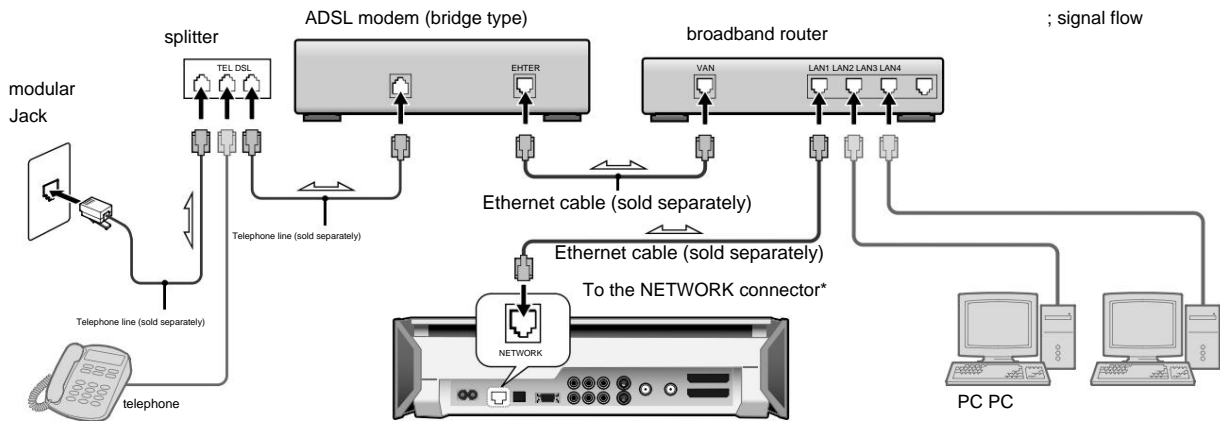 ADSL modem (bridge type)
; signal flow
splitter
broadband router
TEL DSL
EHTER
VAN
LAN1 LAN2 LAN3 LAN4
modular
Jack
Ethernet cable (sold separately)
Telephone line (sold separately)
Ethernet cable (sold separately)
To the NETWORK connector*
Telephone line (sold separately)
NETWORK
telephone
PC PC